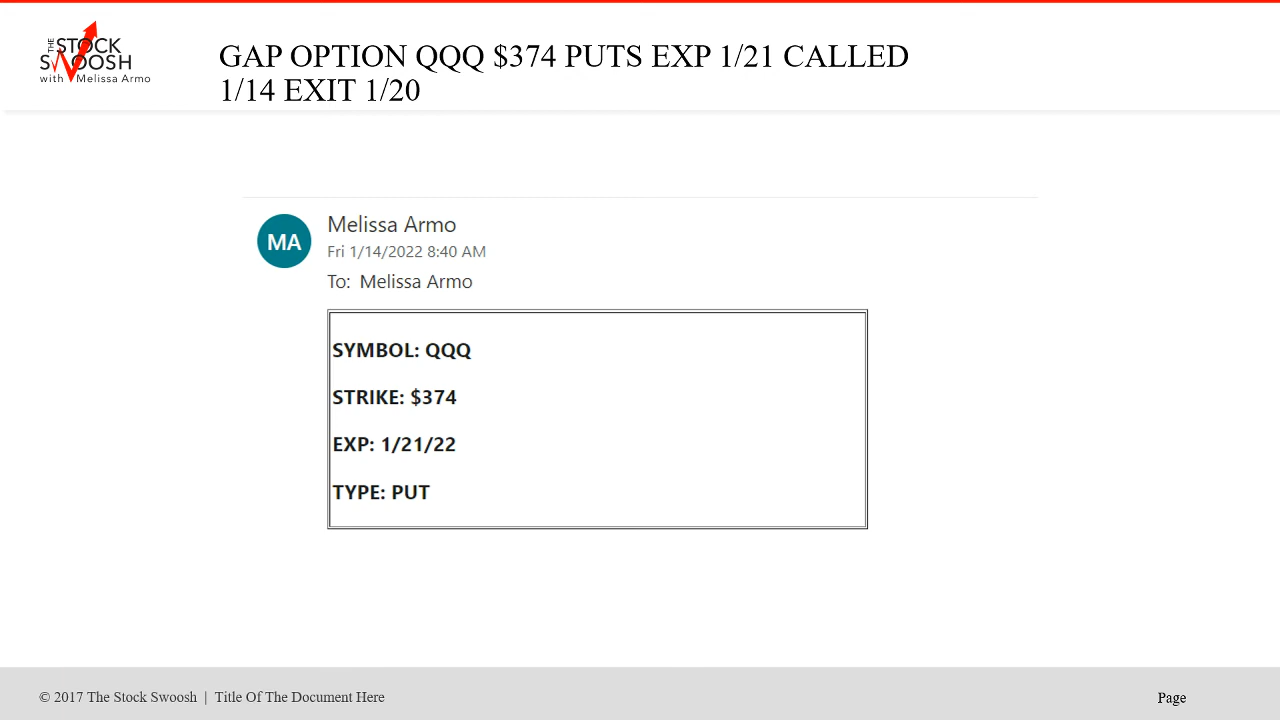 THE STOCK
SWOOSH
with Melissa Armo
GAP OPTION QQQ $374 PUTS EXP 1/21 CALLED
1/14 EXIT 1/20
MA
Melissa Armo
Fri 1/14/2022 8:40 AM
To: Melissa Armo
SYMBOL: QQQ
STRIKE: $374
EXP: 1/21/22
TYPE: PUT
© 2017 The Stock Swoosh | Title Of The Document Here
Page